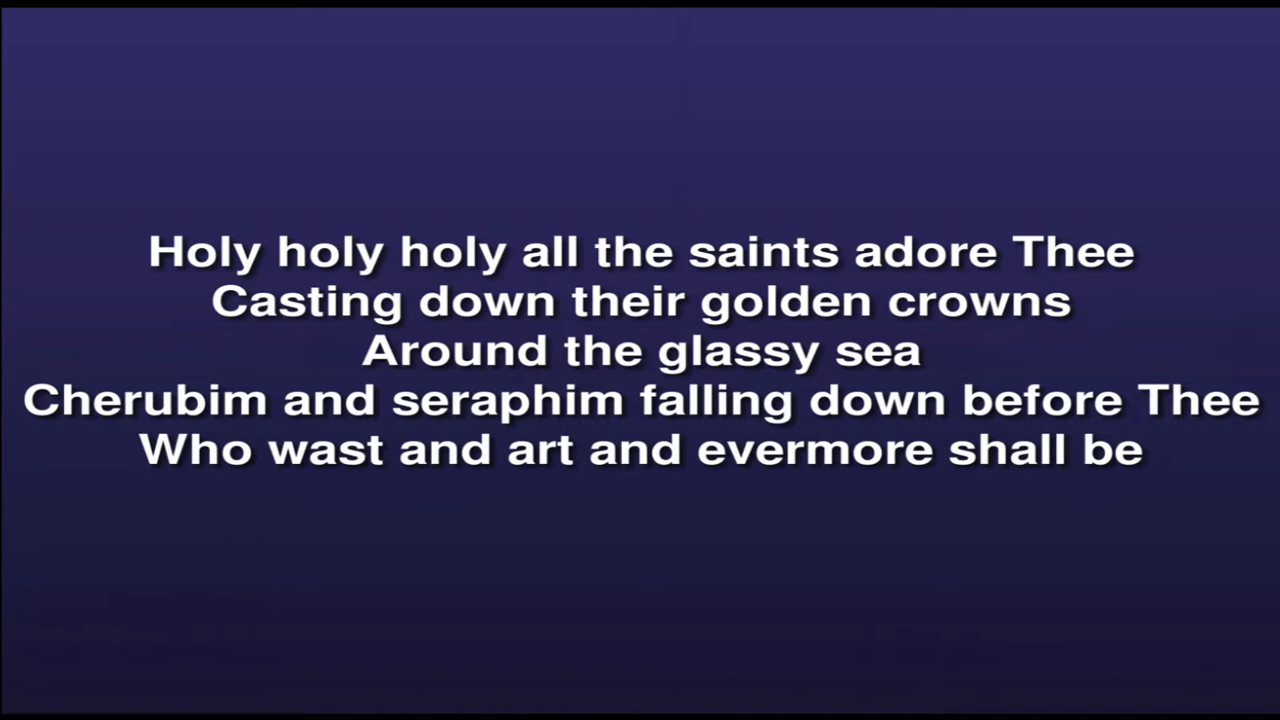 Holy holy holy all the saints adore Thee
Casting down their golden crowns
Around the glassy sea
Cherubim and seraphim falling down before Thee
Who wast and art and evermore shall be